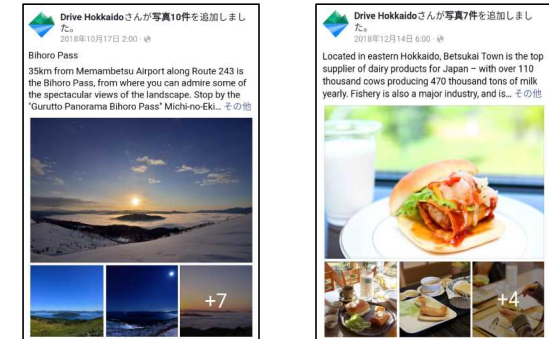 Drive Hokkaidoさんが写真10件を追加しまし
た。
2018年10月17日 2:00
Bihoro Pass
35km from Memambetsu Airport along Route 243 is
the Bihoro Pass, from where you can admire some of
the spectacular views of the landscape. Stop by the
"Gurutto Panorama Bihoro Pass" Michi-no-Eki... その他
+7
Drive Hokkaidoさんが写真7件を追加しまし
た。
2018年12月14日 6:00
Located in eastern Hokkaido, Betsukai Town is the top
supplier of dairy products for Japan – with over 110
thousand cows producing 470 thousand tons of milk
yearly. Fishery is also a major industry, and is... その他
+4